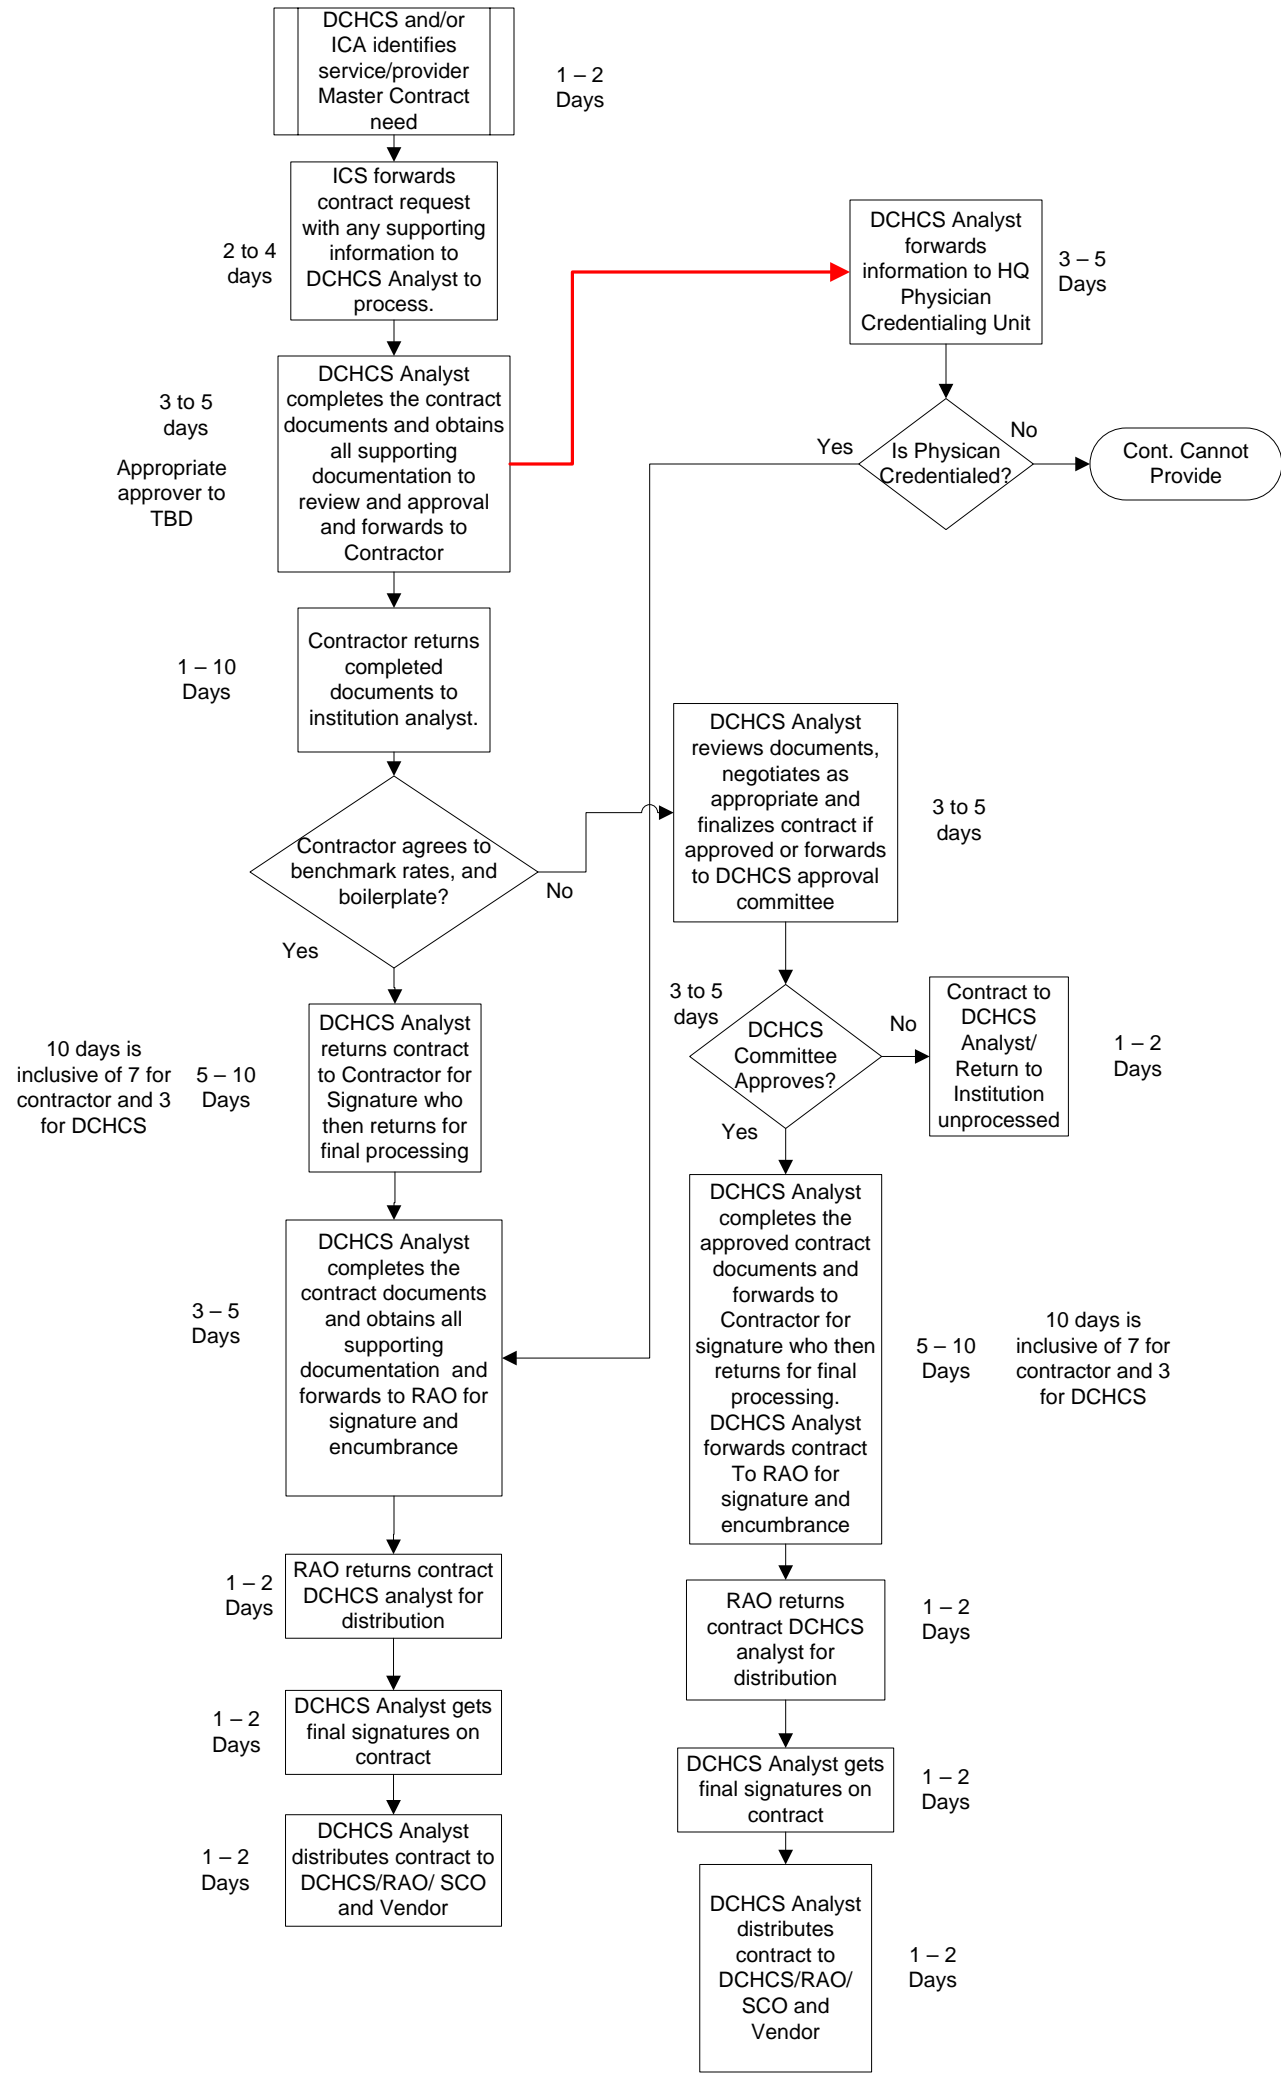 DCHCS and/or
ICA identifies
service/provider
Master Contract
need
1 – 2
Days
ICS forwards
contract request
with any supporting
information to
DCHCS Analyst to
process.
2 to 4
days
DCHCS Analyst
forwards
information to HQ
Physician
Credentialing Unit
3 – 5
Days
DCHCS Analyst
completes the contract
documents and obtains
all supporting
documentation to
review and approval
and forwards to
Contractor
3 to 5
days
Appropriate
approver to
TBD
Yes
Is Physican
Credentialed?
No
Cont. Cannot
Provide
Contractor returns
completed
documents to
institution analyst.
1 – 10
Days
DCHCS Analyst
reviews documents,
negotiates as
appropriate and
finalizes contract if
approved or forwards
to DCHCS approval
committee
3 to 5
days
Contractor agrees to
benchmark rates, and
boilerplate?
No
Yes
3 to 5
days
DCHCS
Committee
Approves?
No
Contract to
DCHCS
Analyst/
Return to
Institution
unprocessed
1 – 2
Days
Yes
10 days is
inclusive of 7 for
contractor and 3
for DCHCS
5 – 10
Days
DCHCS Analyst
returns contract
to Contractor for
Signature who
then returns for
final processing
DCHCS Analyst
completes the
approved contract
documents and
forwards to
Contractor for
signature who then
returns for final
processing.
DCHCS Analyst
forwards contract
To RAO for
signature and
encumbrance
5 – 10
Days
10 days is
inclusive of 7 for
contractor and 3
for DCHCS
3 – 5
Days
DCHCS Analyst
completes the
contract documents
and obtains all
supporting
documentation and
forwards to RAO for
signature and
encumbrance
1 – 2
Days
RAO returns contract
DCHCS analyst for
distribution
RAO returns
contract DCHCS
analyst for
distribution
1 – 2
Days
1 – 2
Days
DCHCS Analyst gets
final signatures on
contract
DCHCS Analyst gets
final signatures on
contract
1 – 2
Days
1 – 2
Days
DCHCS Analyst
distributes contract to
DCHCS/RAO/ SCO
and Vendor
DCHCS Analyst
distributes
contract to
DCHCS/RAO/
SCO and
Vendor
1 – 2
Days